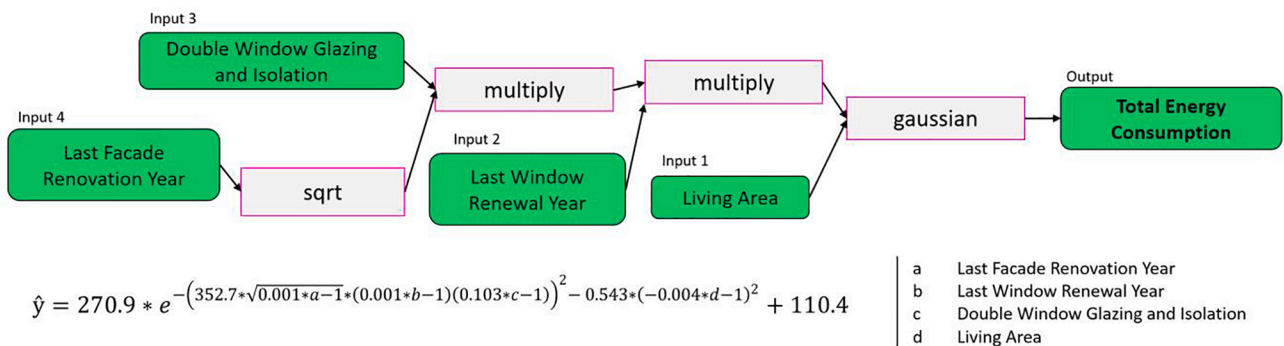 Input 3
Double Window Glazing
and Isolation
multiply
multiply
Output
Total Energy
Consumption
gaussian
Input 4
Last Facade
Renovation Year
sqrt
Input 2
Last Window
Renewal Year
Input 1
Living Area
ŷ = 270.9 * e^{-(352.7*√(0.001*a-1)*(0.001*b-1)(0.103*c-1))^2 - 0.543*(-0.004*d-1)^2} + 110.4
a Last Facade Renovation Year
b Last Window Renewal Year
c Double Window Glazing and Isolation
d Living Area